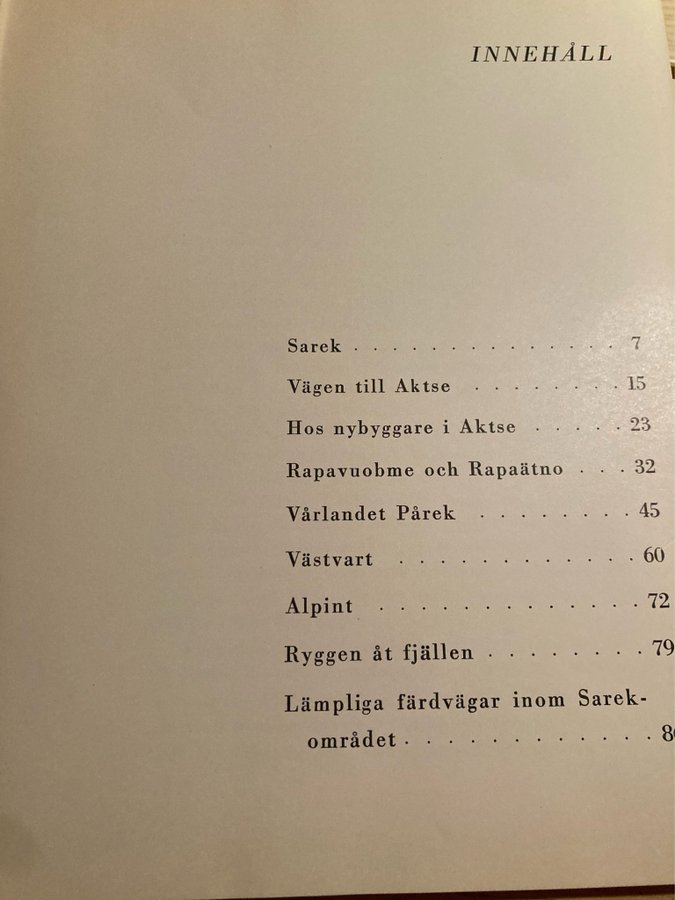 INNEHÅLL
Sarek . . . . . . . . . . . . . . 7
Vägen till Aktse . . . . . . . . 15
Hos nybyggare i Aktse . . . . . 23
Rapavuobme och Rapaätno . . . 32
Vårlandet Pårek . . . . . . . . 45
Västvart . . . . . . . . . . . . 60
Alpint . . . . . . . . . . . . . 72
Ryggen åt fjällen . . . . . . . . 79
Lämpliga färdvägar inom Sarek-
området . . . . . . . . . . . . .